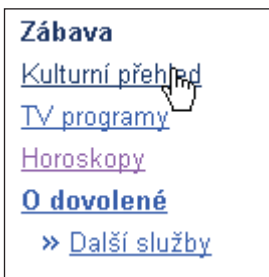 Zábava
Kulturní přehled
TV programy
Horoskopy
O dovolené
» Další služby